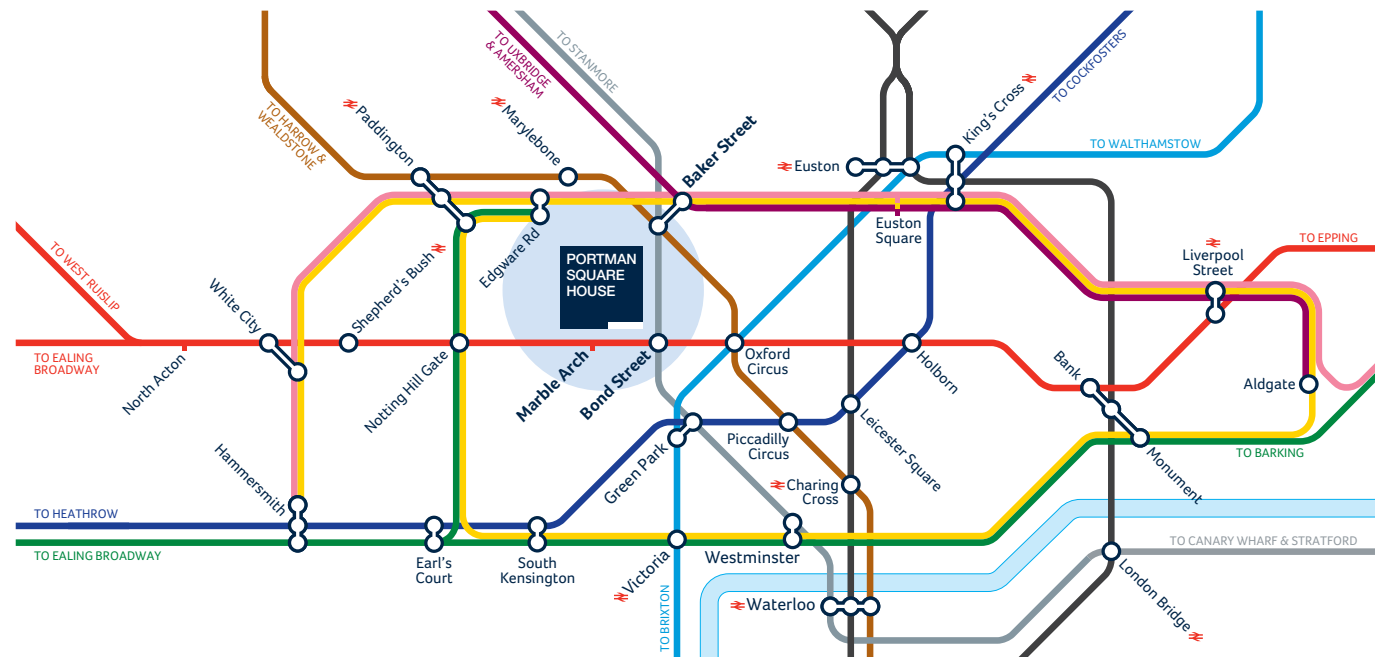 TO UXBRIDGE
& AMERSHAM
TO STANMORE
TO HARROW &
WEALDSTONE
Paddington
Marylebone
Baker Street
Euston
King's Cross
TO COCKFOSTERS
TO WALTHAMSTOW
Euston
Square
Edgware Rd
Shepherd's Bush
PORTMAN
SQUARE
HOUSE
Liverpool
Street
TO EPPING
TO WEST RUISLIP
White City
Shepherd's Bush
TO EALING
BROADWAY
North Acton
Notting Hill Gate
Marble Arch
Bond Street
Oxford
Circus
Holborn
Bank
Aldgate
Hammersmith
Green Park
Piccadilly
Circus
Leicester Square
Monument
TO BARKING
Charing
Cross
TO HEATHROW
TO EALING BROADWAY
Earl's
Court
South
Kensington
Victoria
Westminster
TO CANARY WHARF & STRATFORD
London Bridge
Waterloo
TO BRIXTON